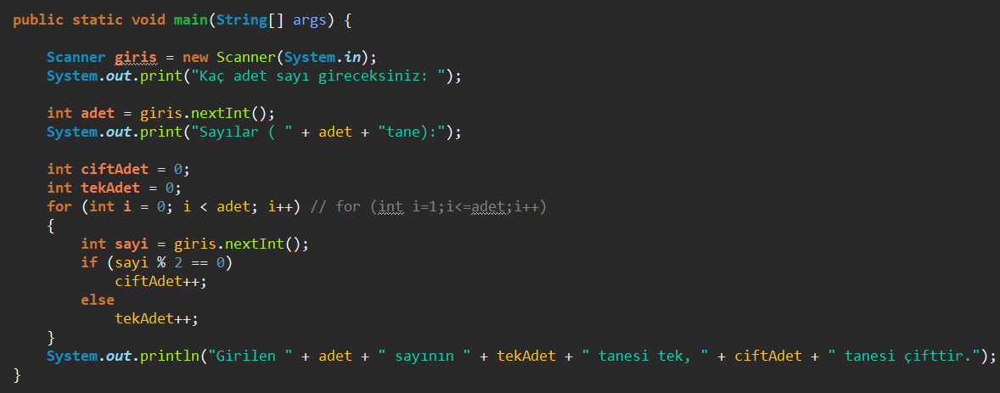 public static void main(String[] args) {
Scanner giris = new Scanner(System.in);
System.out.print("Kaç adet sayı gireceksiniz: ");
int adet = giris.nextInt();
System.out.print("Sayılar ( " + adet + "tane):");
int ciftAdet = 0;
int tekAdet = 0;
for (int i = 0; i < adet; i++) // for (int i=1;i<=adet;i++)
{
int sayi = giris.nextInt();
if (sayi % 2 == 0)
ciftAdet++;
else
tekAdet++;
}
System.out.println("Girilen " + adet + " sayının " + tekAdet + " tanesi tek, " + ciftAdet + " tanesi çifttir.");
}